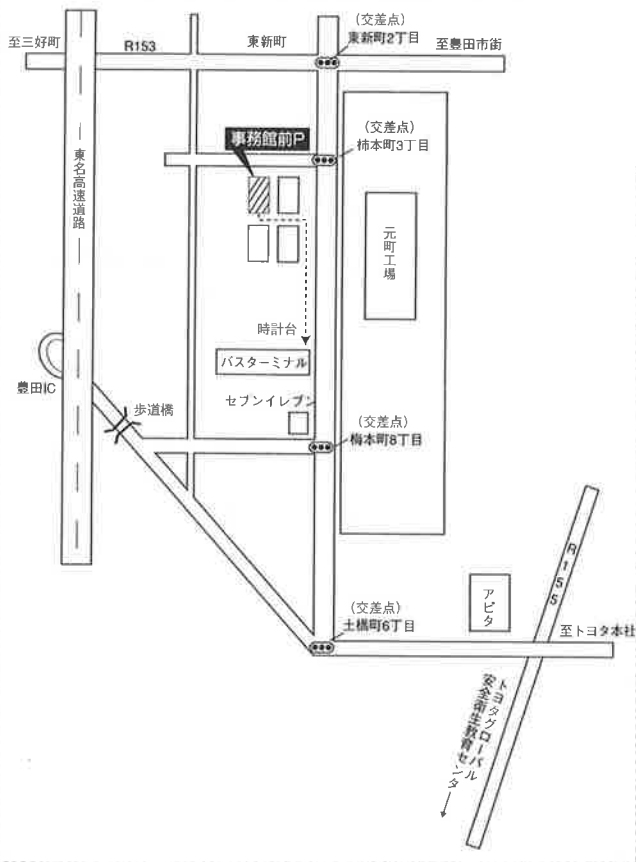 (交差点)
東新町2丁目
至三好町
R153
東新町
至豊田市街
事務館前P
(交差点)
柿本町3丁目
東名高速道路
元町工場
時計台
バスターミナル
豊田IC
セブンイレブン
歩道橋
(交差点)
梅本町8丁目
R155
アピタ
(交差点)
土橋町6丁目
至トヨタ本社
トヨタグローバル
安全衛生教育センタ